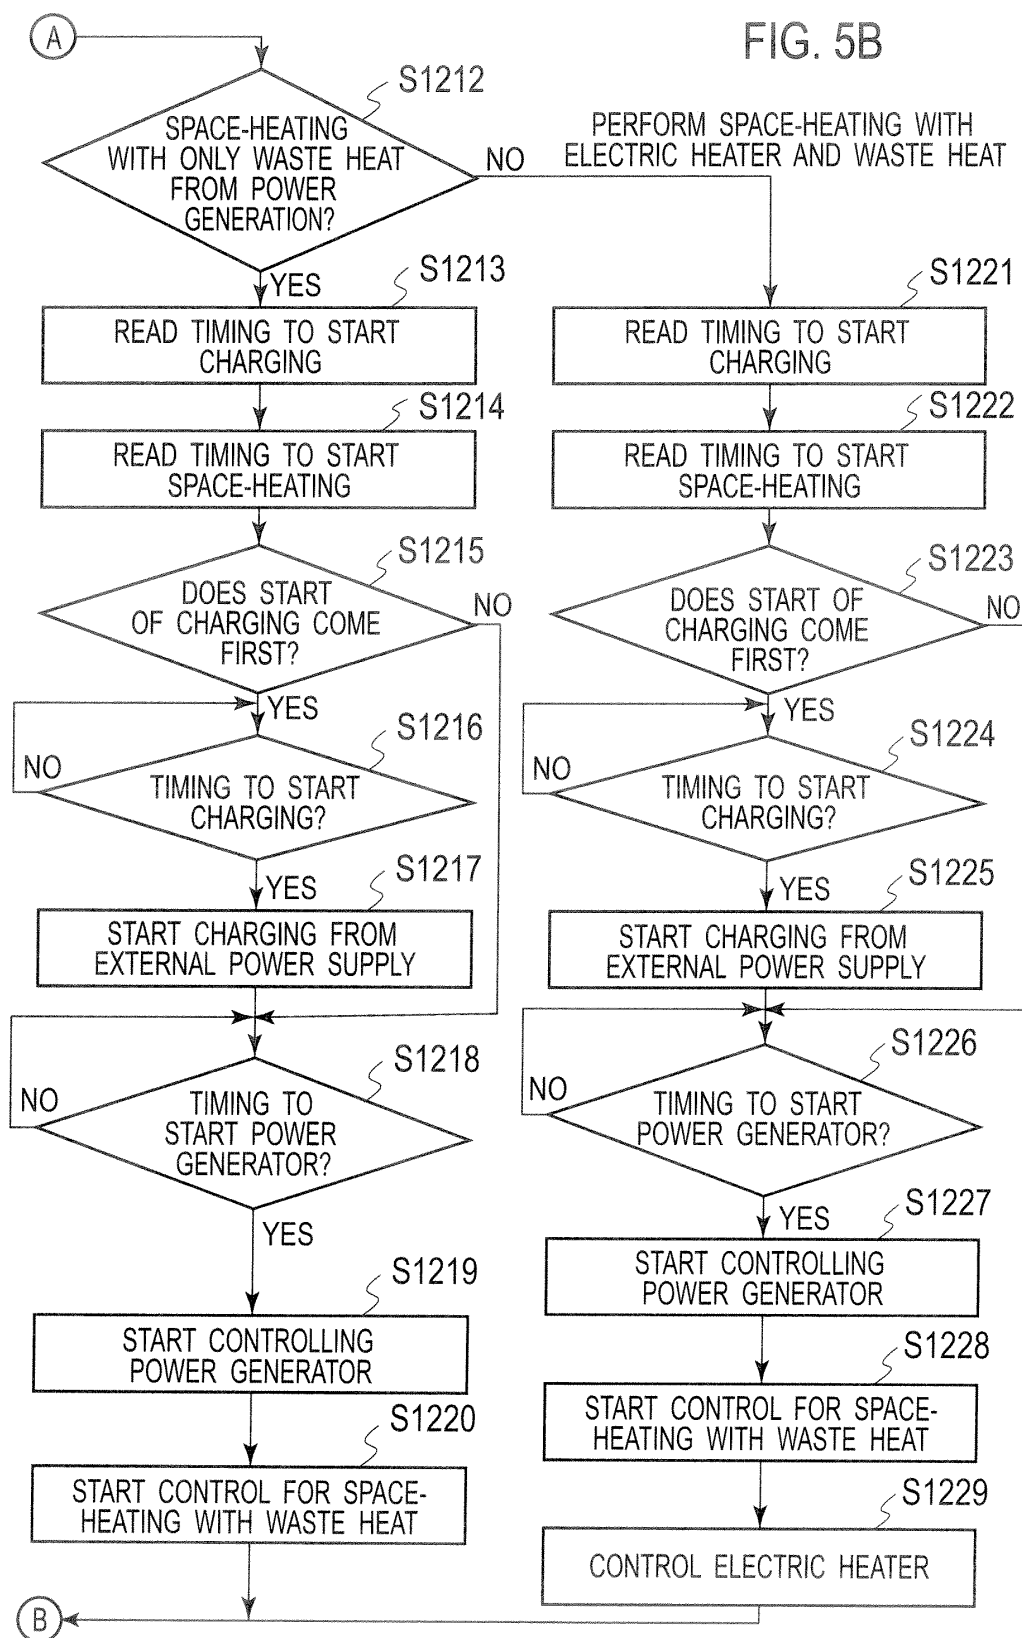 A
FIG. 5B
S1212
SPACE-HEATING
WITH ONLY WASTE HEAT
FROM POWER
GENERATION?
NO
PERFORM SPACE-HEATING WITH
ELECTRIC HEATER AND WASTE HEAT
YES
S1213
READ TIMING TO START
CHARGING
S1214
READ TIMING TO START
SPACE-HEATING
S1215
DOES START
OF CHARGING COME
FIRST?
NO
YES
S1216
NO
TIMING TO START
CHARGING?
YES
S1217
START CHARGING FROM
EXTERNAL POWER SUPPLY
S1218
NO
TIMING TO
START POWER
GENERATOR?
YES
S1219
START CONTROLLING
POWER GENERATOR
S1220
START CONTROL FOR SPACE-
HEATING WITH WASTE HEAT
S1221
READ TIMING TO START
CHARGING
S1222
READ TIMING TO START
SPACE-HEATING
S1223
DOES START OF
CHARGING COME
FIRST?
NO
YES
S1224
NO
TIMING TO START
CHARGING?
YES
S1225
START CHARGING FROM
EXTERNAL POWER SUPPLY
S1226
NO
TIMING TO START
POWER GENERATOR?
YES
S1227
START CONTROLLING
POWER GENERATOR
S1228
START CONTROL FOR SPACE-
HEATING WITH WASTE HEAT
S1229
CONTROL ELECTRIC HEATER
B